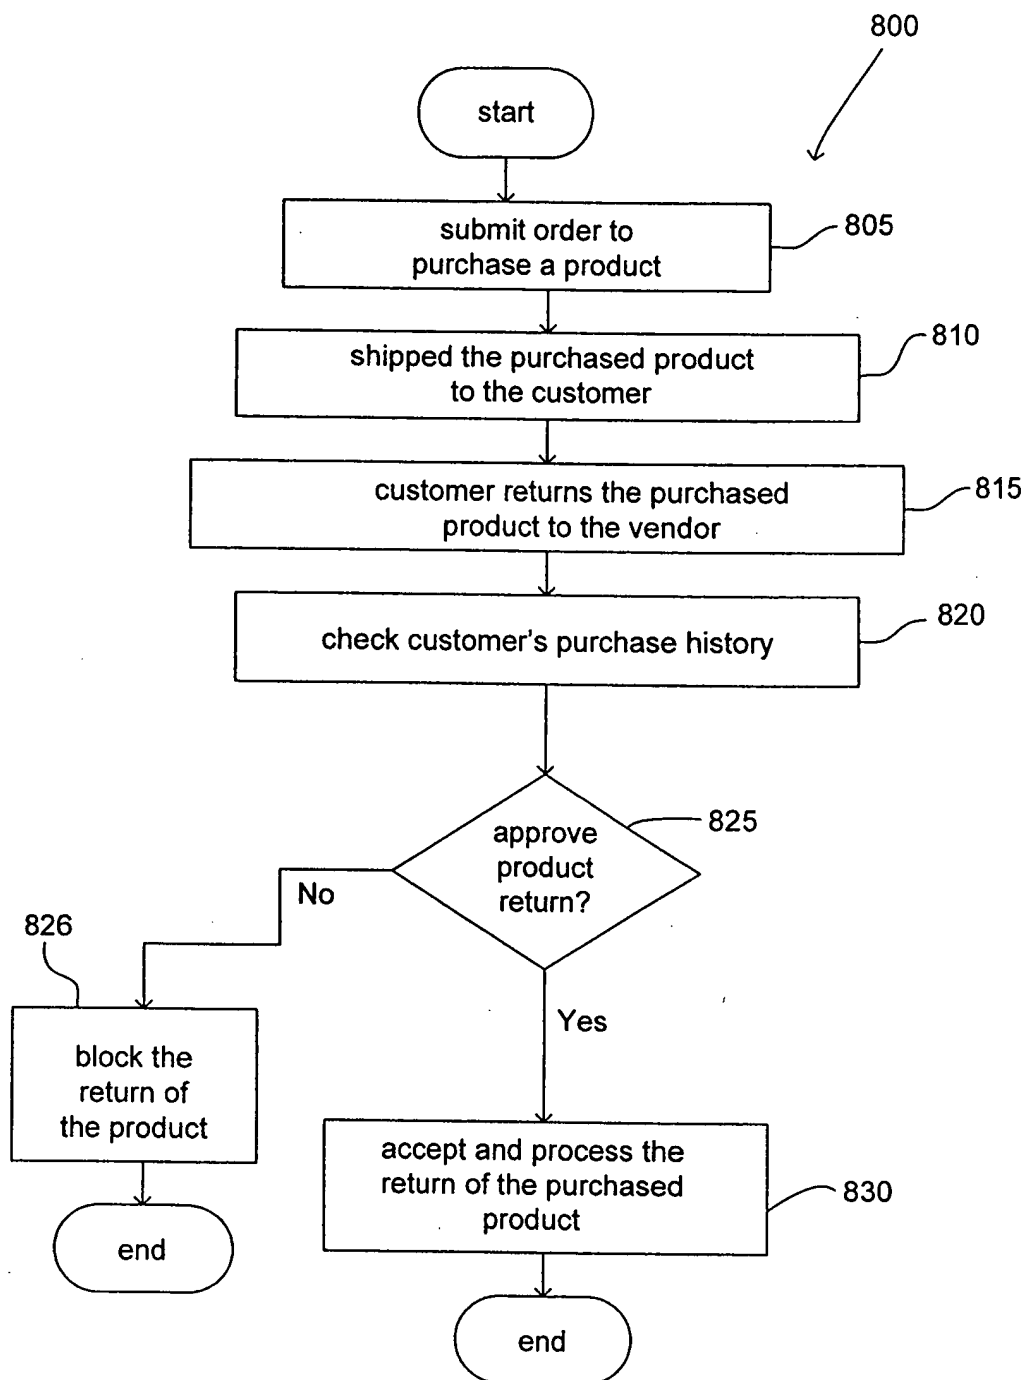 800
start
submit order to
purchase a product
805
shipped the purchased product
to the customer
810
customer returns the purchased
product to the vendor
815
check customer's purchase history
820
approve
product
return?
825
No
Yes
826
block the
return of
the product
end
accept and process the
return of the purchased
product
830
end